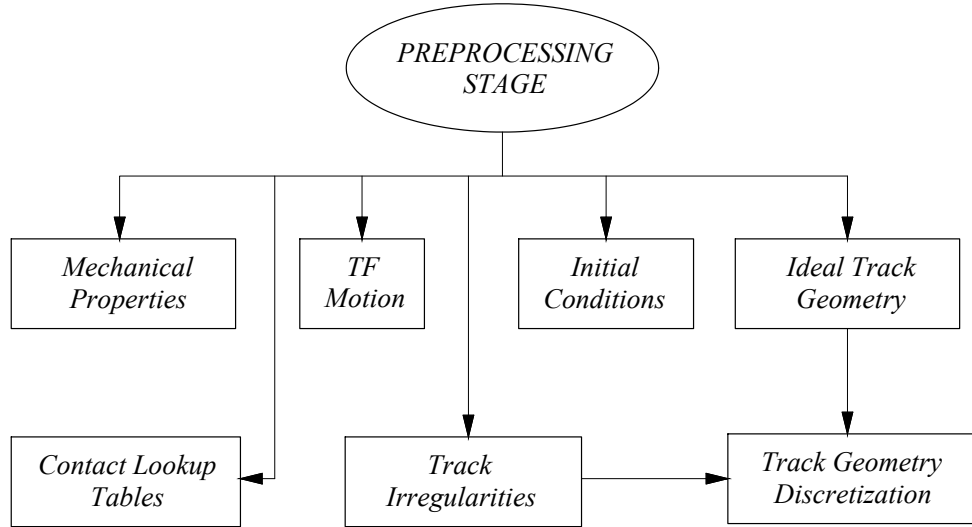 PREPROCESSING
STAGE
Mechanical
Properties
TF
Motion
Initial
Conditions
Ideal Track
Geometry
Contact Lookup
Tables
Track
Irregularities
Track Geometry
Discretization